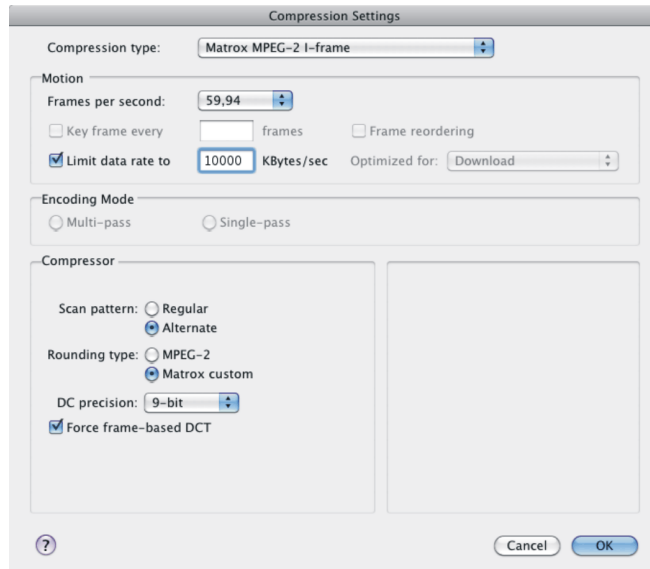 Compression Settings
Compression type: Matrox MPEG-2 I-frame
Motion
Frames per second: 59,94
Key frame every frames Frame reordering
Limit data rate to 10000 KBytes/sec Optimized for: Download
Encoding Mode
Multi-pass Single-pass
Compressor
Scan pattern: Regular
Alternate
Rounding type: MPEG-2
Matrox custom
DC precision: 9-bit
Force frame-based DCT
? Cancel OK